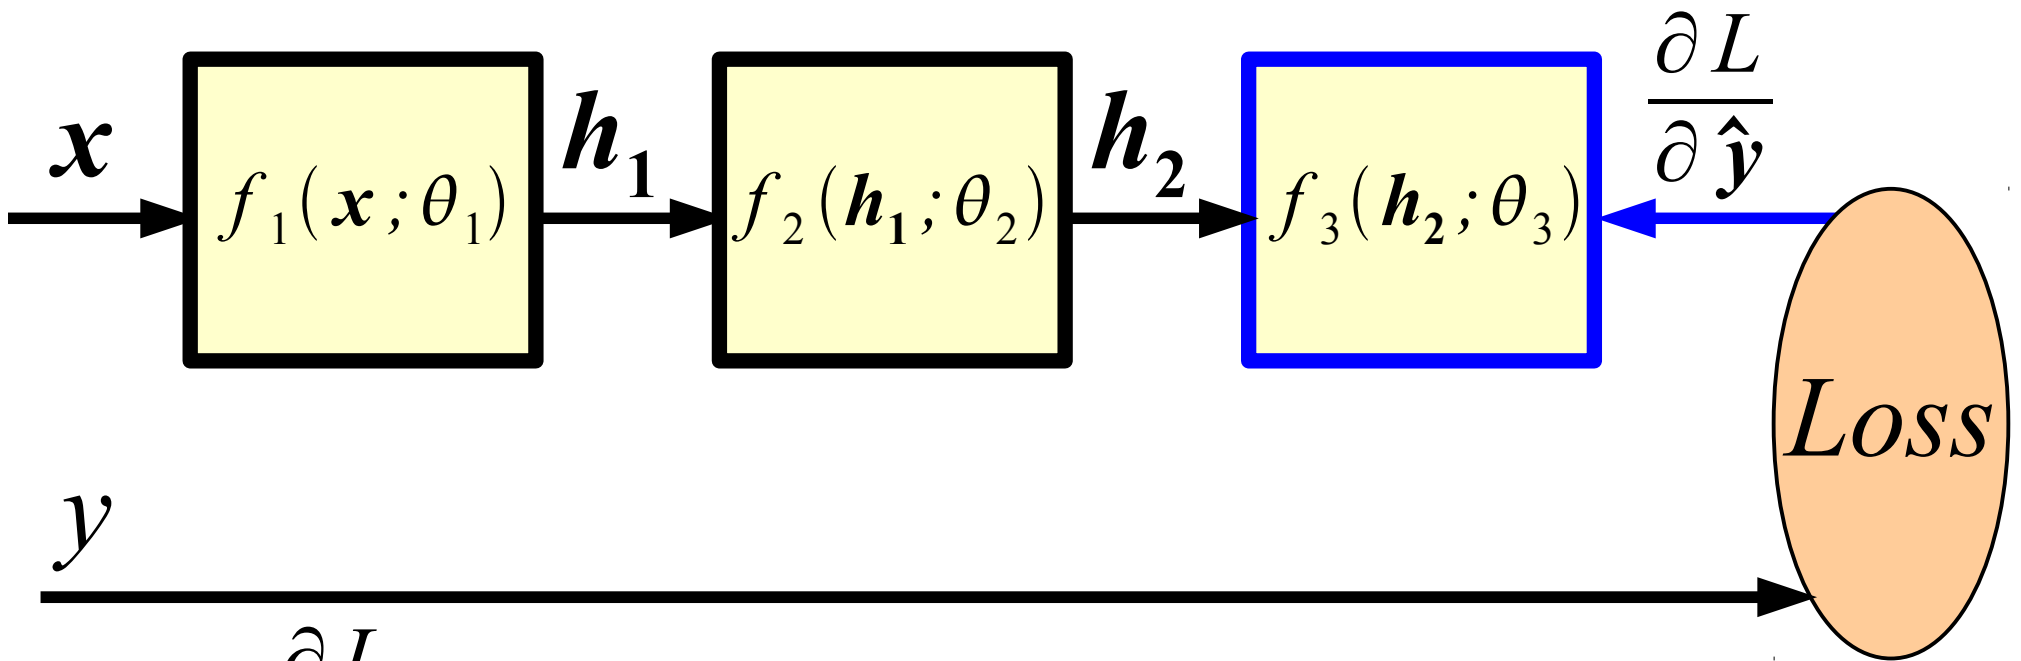 ∂L
∂ŷ
x
h₁
h₂
f₁(x;θ₁)
f₂(h₁;θ₂)
f₃(h₂;θ₃)
Loss
y
∂L